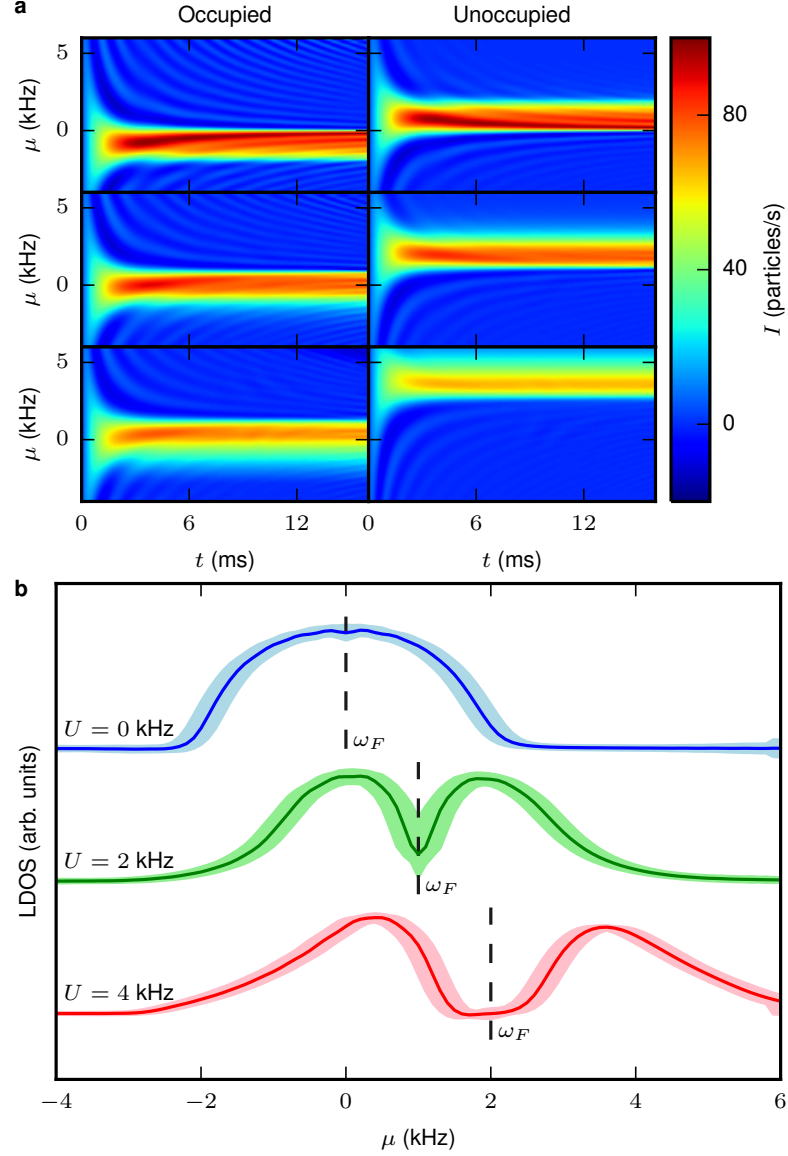 a
Occupied Unoccupied
5
0
μ (kHz)
5
0
μ (kHz)
5
0
μ (kHz)
0 6 12 0 6 12
t (ms) t (ms)
80
40
0
I (particles/s)
b
U = 0 kHz
ω_F
U = 2 kHz
ω_F
U = 4 kHz
ω_F
LDOS (arb. units)
−4 −2 0 2 4 6
μ (kHz)